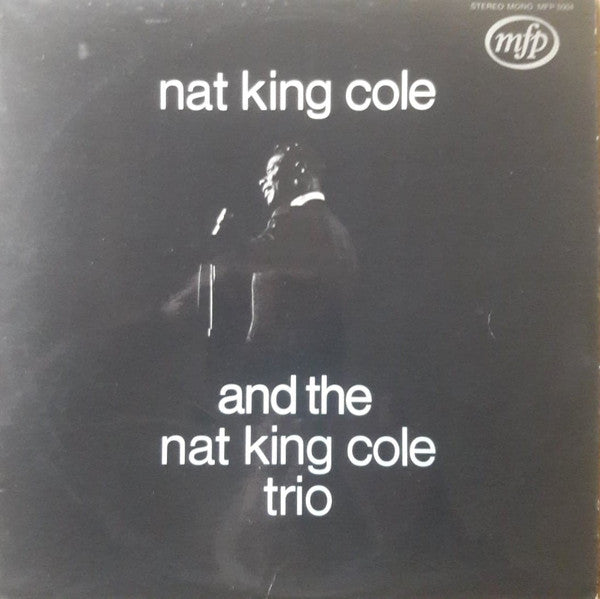 STEREO MONO MFP 5004
mfp
nat king cole
and the
nat king cole
trio